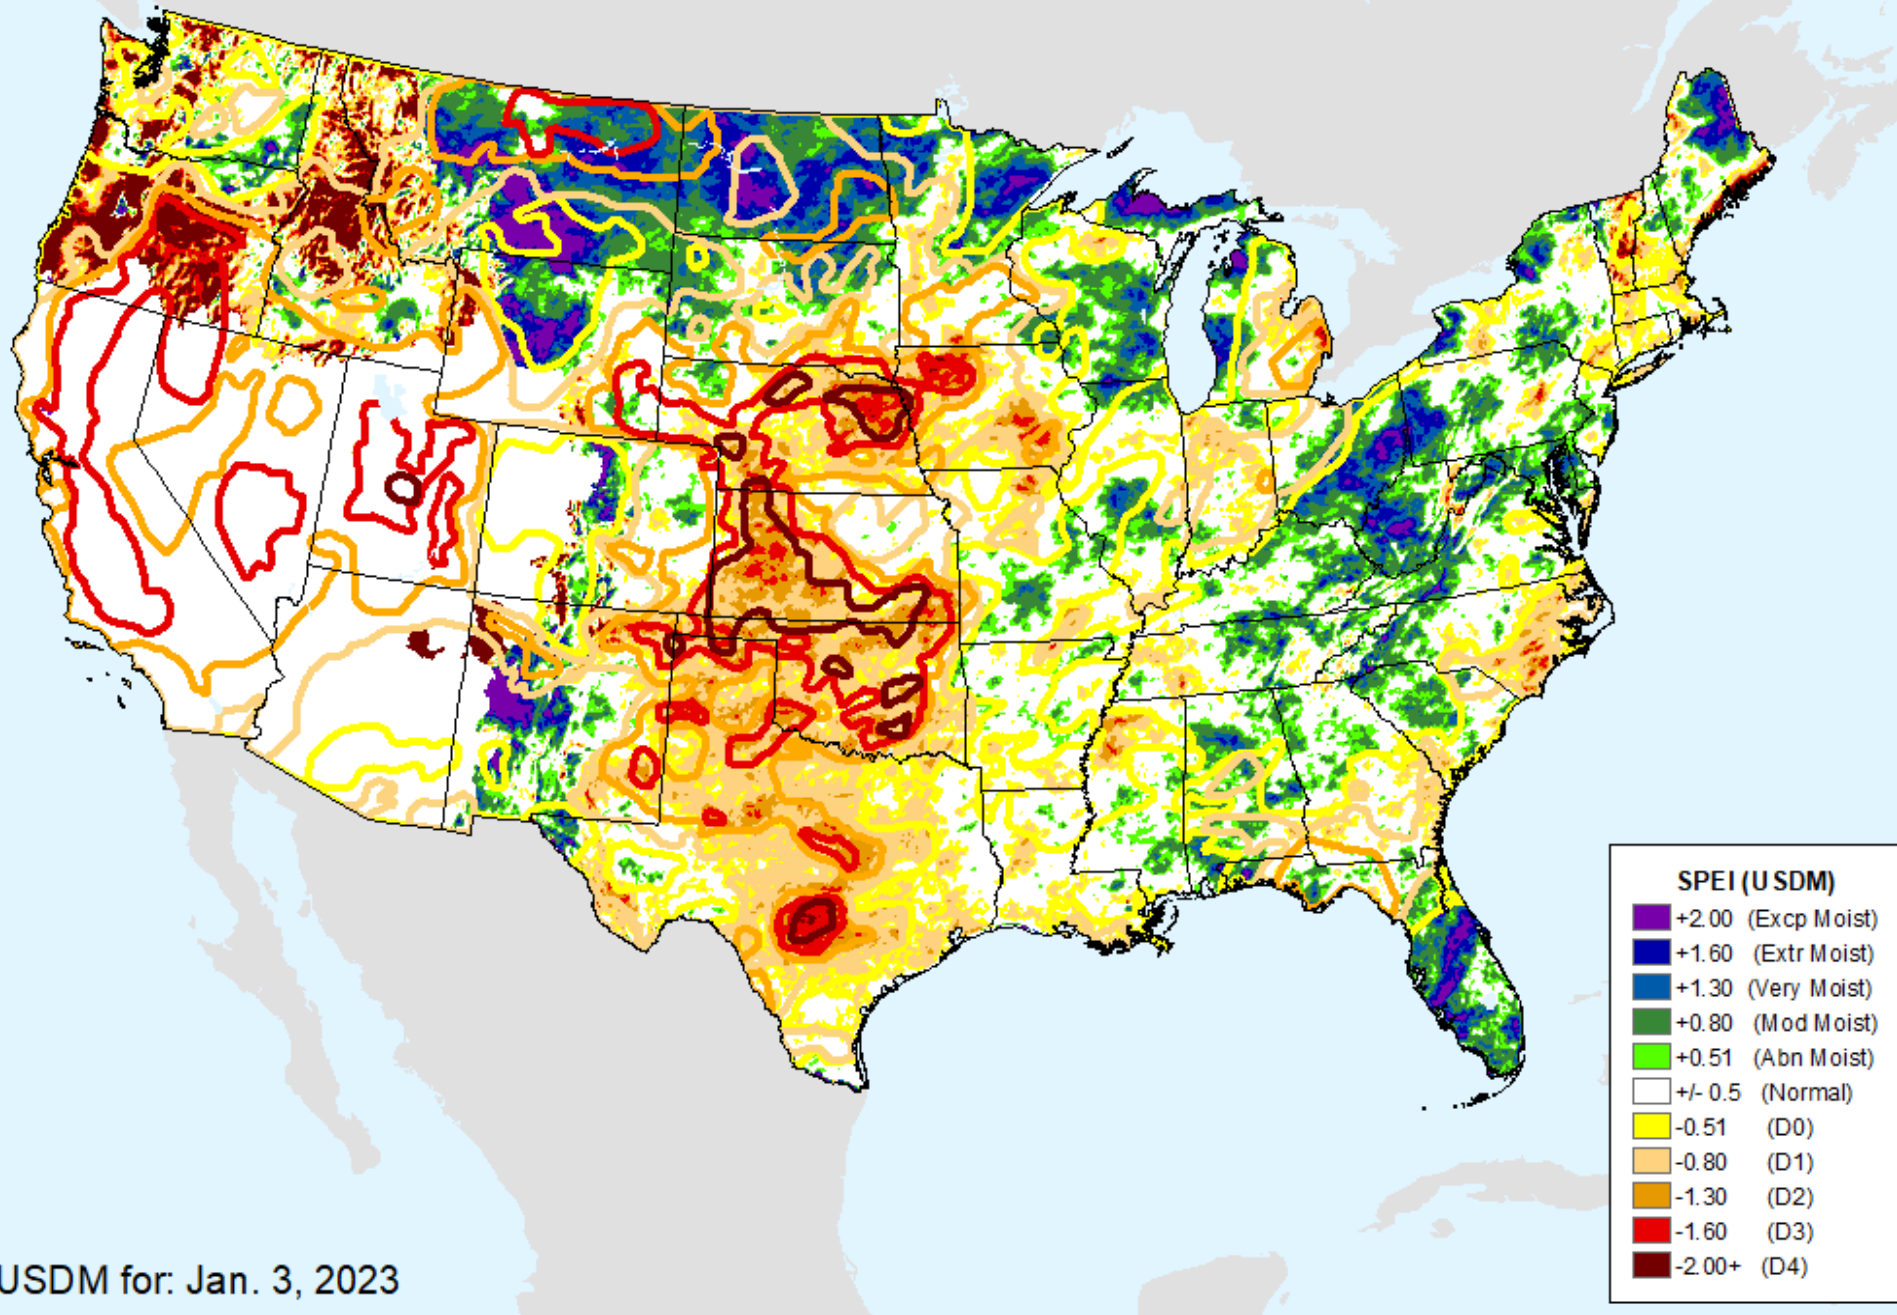 SPEI (USDM)
+2.00 (Excp Moist)
+1.60 (Extr Moist)
+1.30 (Very Moist)
+0.80 (Mod Moist)
+0.51 (Abn Moist)
+/- 0.5 (Normal)
-0.51 (D0)
-0.80 (D1)
-1.30 (D2)
-1.60 (D3)
-2.00+ (D4)
USDM for: Jan. 3, 2023